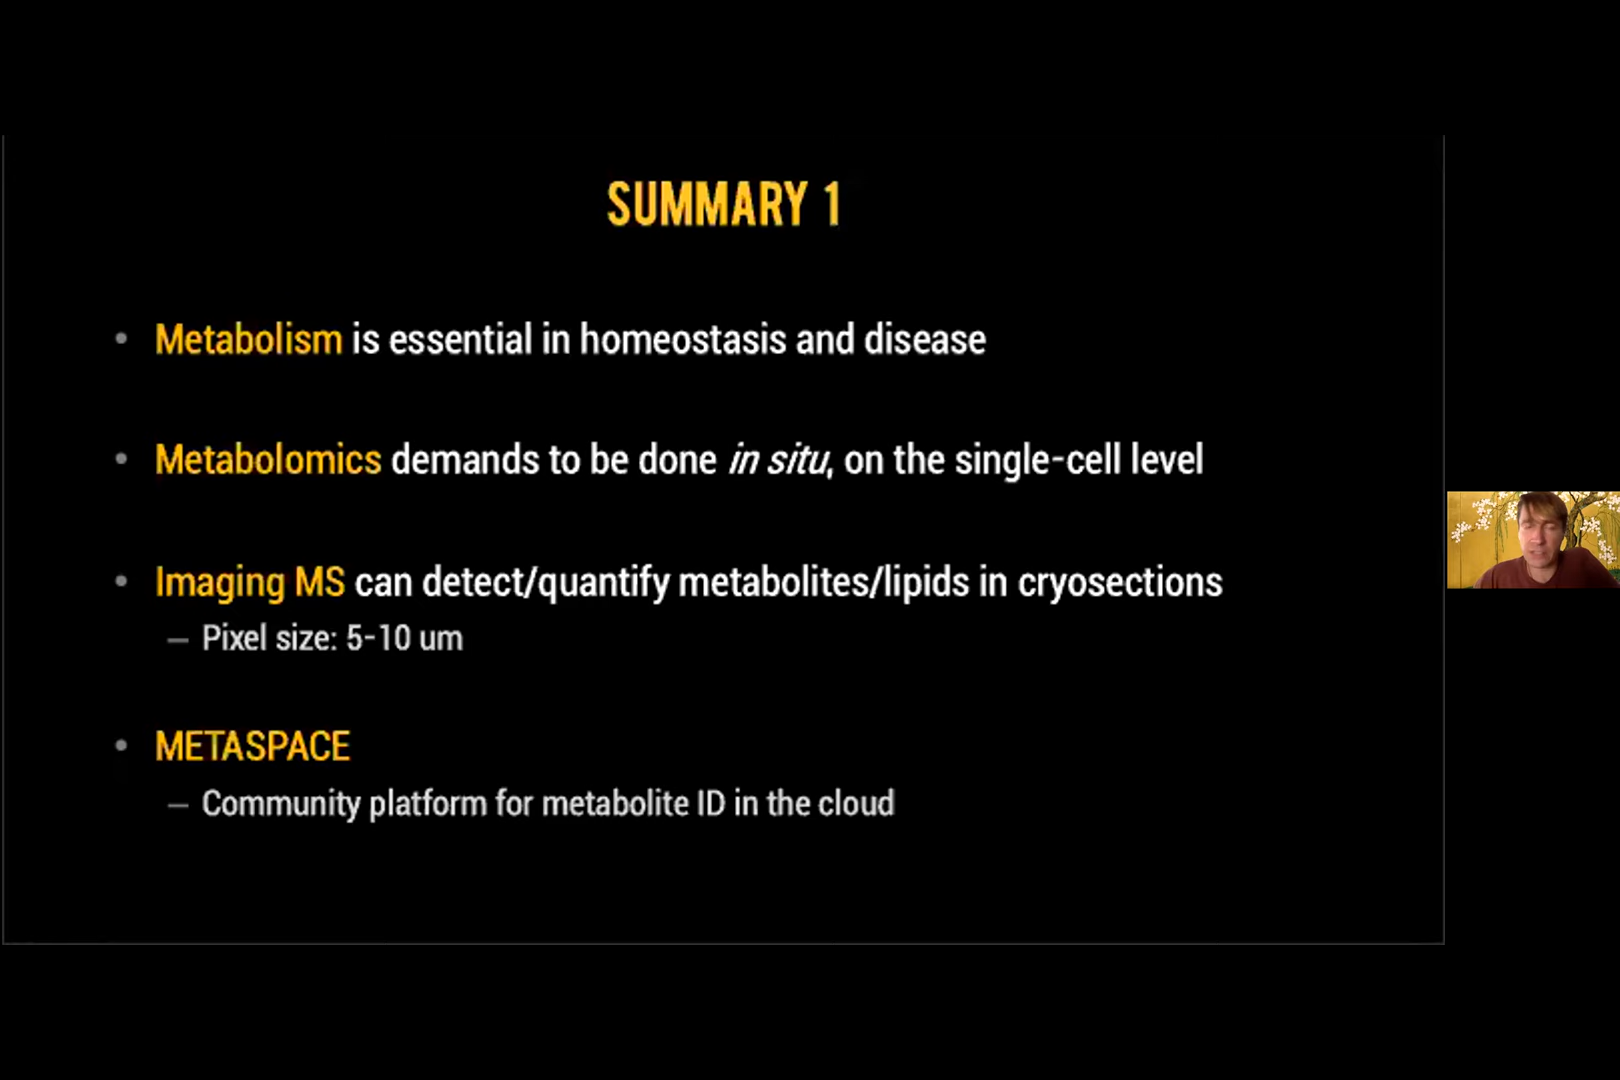 SUMMARY 1
• Metabolism is essential in homeostasis and disease
• Metabolomics demands to be done in situ, on the single-cell level
• Imaging MS can detect/quantify metabolites/lipids in cryosections
– Pixel size: 5-10 um
• METASPACE
– Community platform for metabolite ID in the cloud